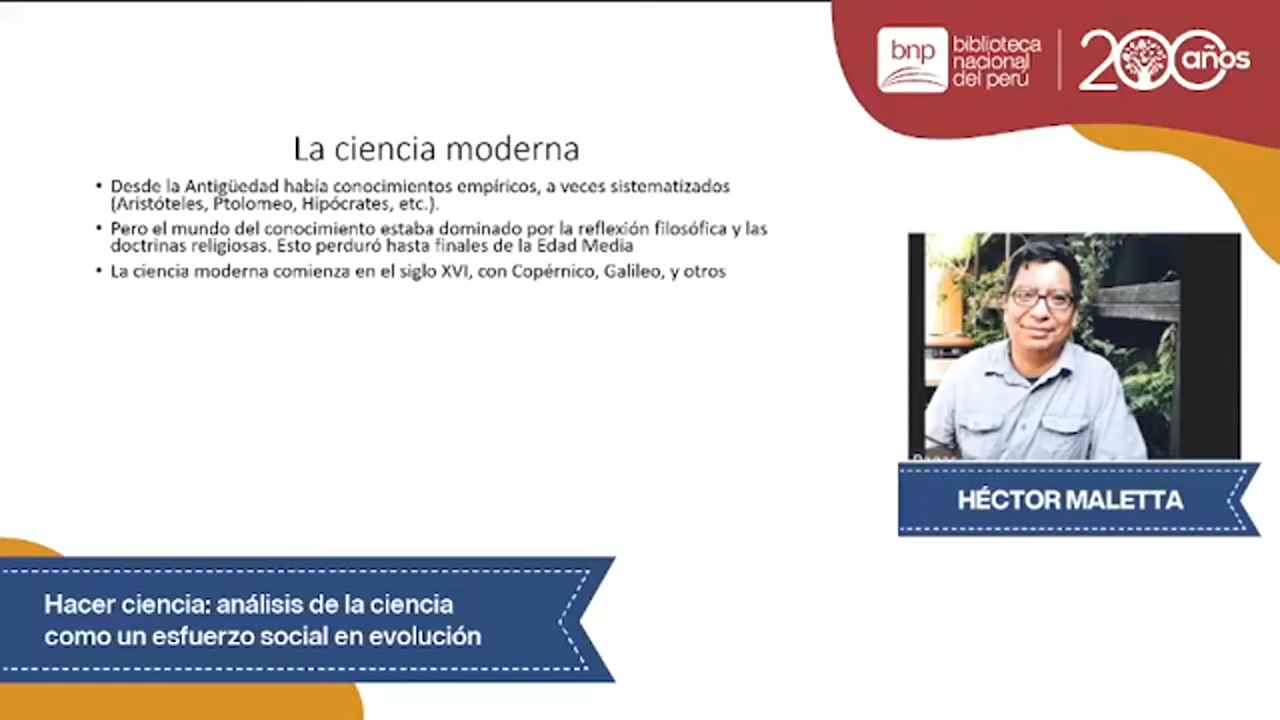 bnp
biblioteca
nacional
del perú
200 años
La ciencia moderna
• Desde la Antigüedad había conocimientos empíricos, a veces sistematizados
(Aristóteles, Ptolomeo, Hipócrates, etc.).
• Pero el mundo del conocimiento estaba dominado por la reflexión filosófica y las
doctrinas religiosas. Esto perduró hasta finales de la Edad Media
• La ciencia moderna comienza en el siglo XVI, con Copérnico, Galileo, y otros
HÉCTOR MALETTA
Hacer ciencia: análisis de la ciencia
como un esfuerzo social en evolución